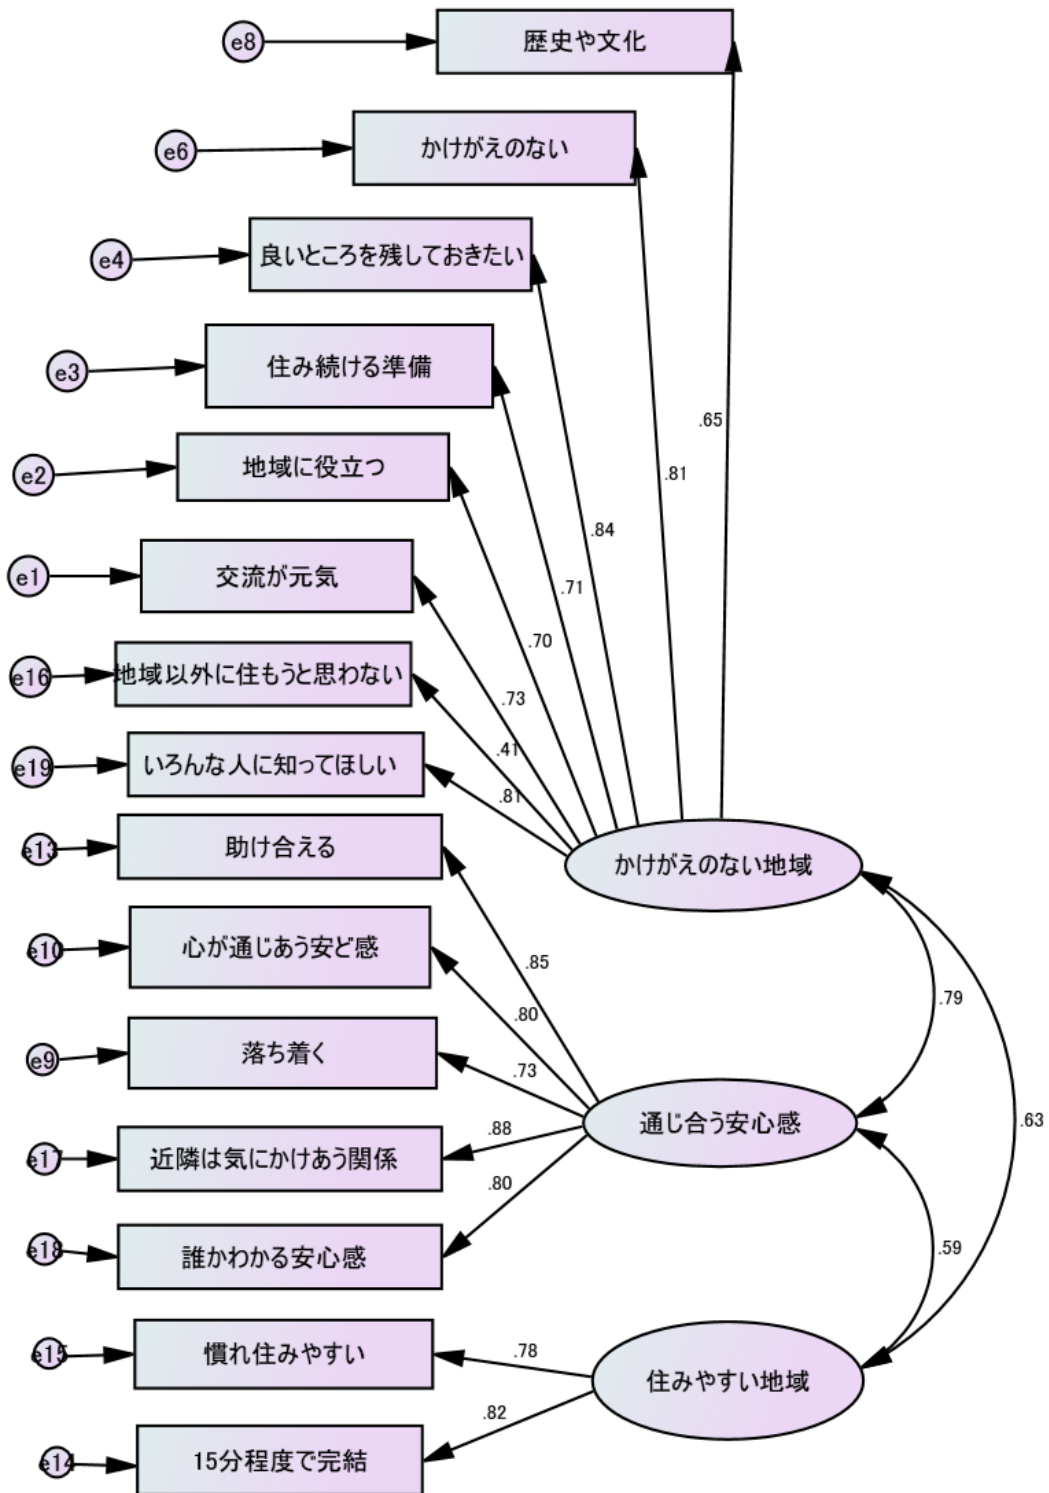 e8
歴史や文化
e6
かけがえのない
e4
良いところを残しておきたい
e3
住み続ける準備
.65
e2
地域に役立つ
.81
.84
e1
交流が元気
.71
.70
e16
地域以外に住もうと思わない
.73
.41
e19
いろんな人に知ってほしい
.81
e13
助け合える
かけがえのない地域
e10
心が通じあう安ど感
.85
.79
.80
e9
落ち着く
.73
通じ合う安心感
.63
.88
e17
近隣は気にかけあう関係
.80
e18
誰かわかる安心感
.59
e15
慣れ住みやすい
.78
住みやすい地域
.82
e14
15分程度で完結